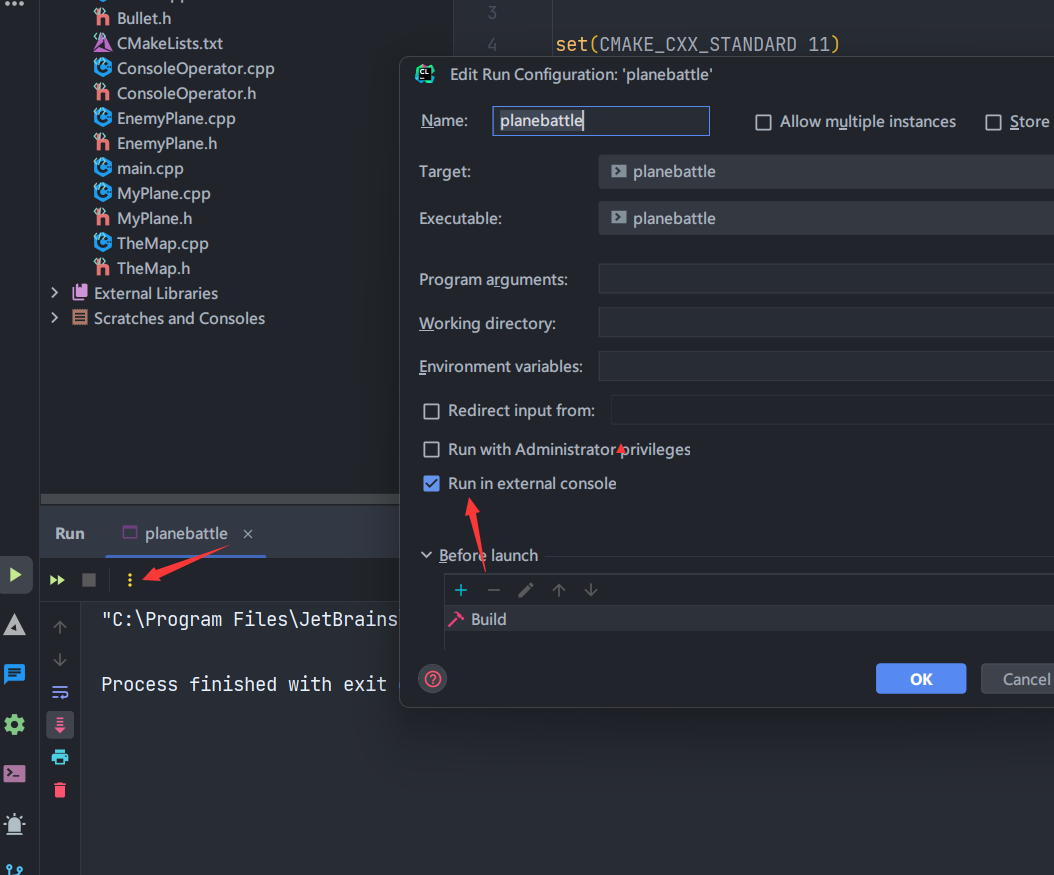 Bullet.h
CMakeLists.txt
ConsoleOperator.cpp
ConsoleOperator.h
EnemyPlane.cpp
EnemyPlane.h
main.cpp
MyPlane.cpp
MyPlane.h
TheMap.cpp
TheMap.h
External Libraries
Scratches and Consoles
3
4 set(CMAKE_CXX_STANDARD 11)
CL
Edit Run Configuration: 'planebattle'
Name: planebattle Allow multiple instances Store
Target: planebattle
Executable: planebattle
Program arguments:
Working directory:
Environment variables:
Redirect input from:
Run with Administrator privileges
Run in external console
Before launch
Build
OK Cancel
Run planebattle
"C:\Program Files\JetBrains
Process finished with exit